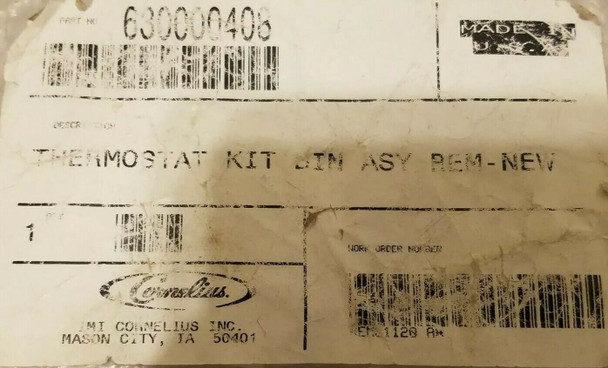 PART NO
630000408
MADE IN
U.S.A.
DESCRIPTION
THERMOSTAT KIT BIN ASY REM-NEW
QTY
1
WORK ORDER NUMBER
Cornelius.
IMI CORNELIUS INC.
MASON CITY, IA 50401